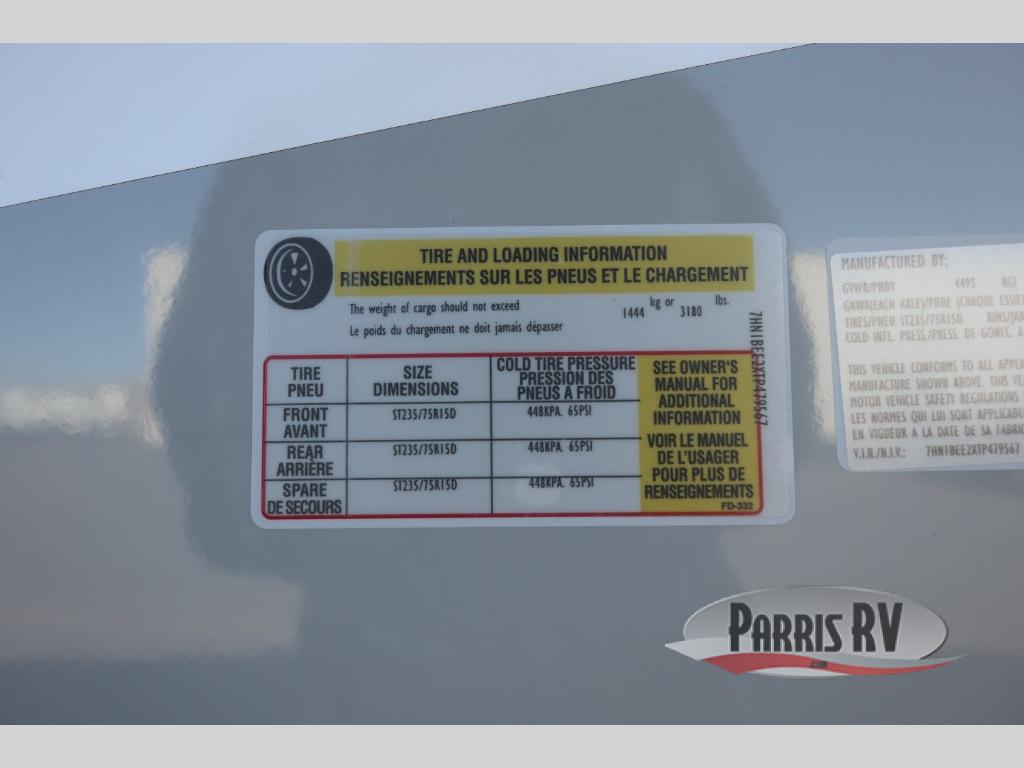 TIRE AND LOADING INFORMATION
RENSEIGNEMENTS SUR LES PNEUS ET LE CHARGEMENT
The weight of cargo should not exceed 1444 kg or 3180 lbs.
Le poids du chargement ne doit jamais dépasser
TIRE PNEU
SIZE DIMENSIONS
COLD TIRE PRESSURE
PRESSION DES
PNEUS A FROID
FRONT AVANT
ST235/75R15D
448KPA. 65PSI
REAR ARRIÈRE
ST235/75R15D
448KPA. 65PSI
SPARE DE SECOURS
ST235/75R15D
448KPA. 65PSI
SEE OWNER'S
MANUAL FOR
ADDITIONAL
INFORMATION
VOIR LE MANUEL
DE L'USAGER
POUR PLUS DE
RENSEIGNEMENTS
FD-332
7HN1BEE2XTP479567
MANUFACTURED BY:
GVWR/PNBV 4495 KG(
GAWR(EACH AXLE)/PNBE (CHAQUE ESSIE
TIRES/PNEU ST235/75R15D RIMS/JAN
COLD INFL. PRESS/PRESS. DE GONFL. A
THIS VEHICLE CONFORMS TO ALL APPLI
MANUFACTURE SHOWN ABOVE. THIS VE
MOTOR VEHICLE SAFETY REGULATIONS
LES NORMES QUI LUI SONT APPLICABL
EN VIGUEUR A LA DATE DE SA FABRIC
V.I.N./N.I.V.: 7HN1BEE2XTP479567
PARRIS RV
.com